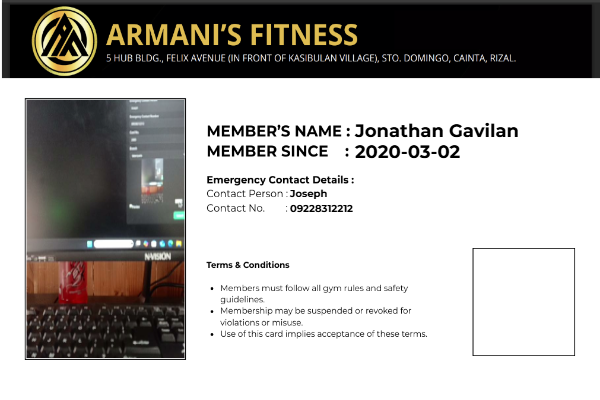 ARMANI'S FITNESS
5 HUB BLDG., FELIX AVENUE (IN FRONT OF KASIBULAN VILLAGE), STO. DOMINGO, CAINTA, RIZAL.
MEMBER'S NAME : Jonathan Gavilan
MEMBER SINCE : 2020-03-02
Emergency Contact Details :
Contact Person : Joseph
Contact No. : 09228312212
N-VISION
Terms & Conditions
• Members must follow all gym rules and safety
guidelines.
• Membership may be suspended or revoked for
violations or misuse.
• Use of this card implies acceptance of these terms.